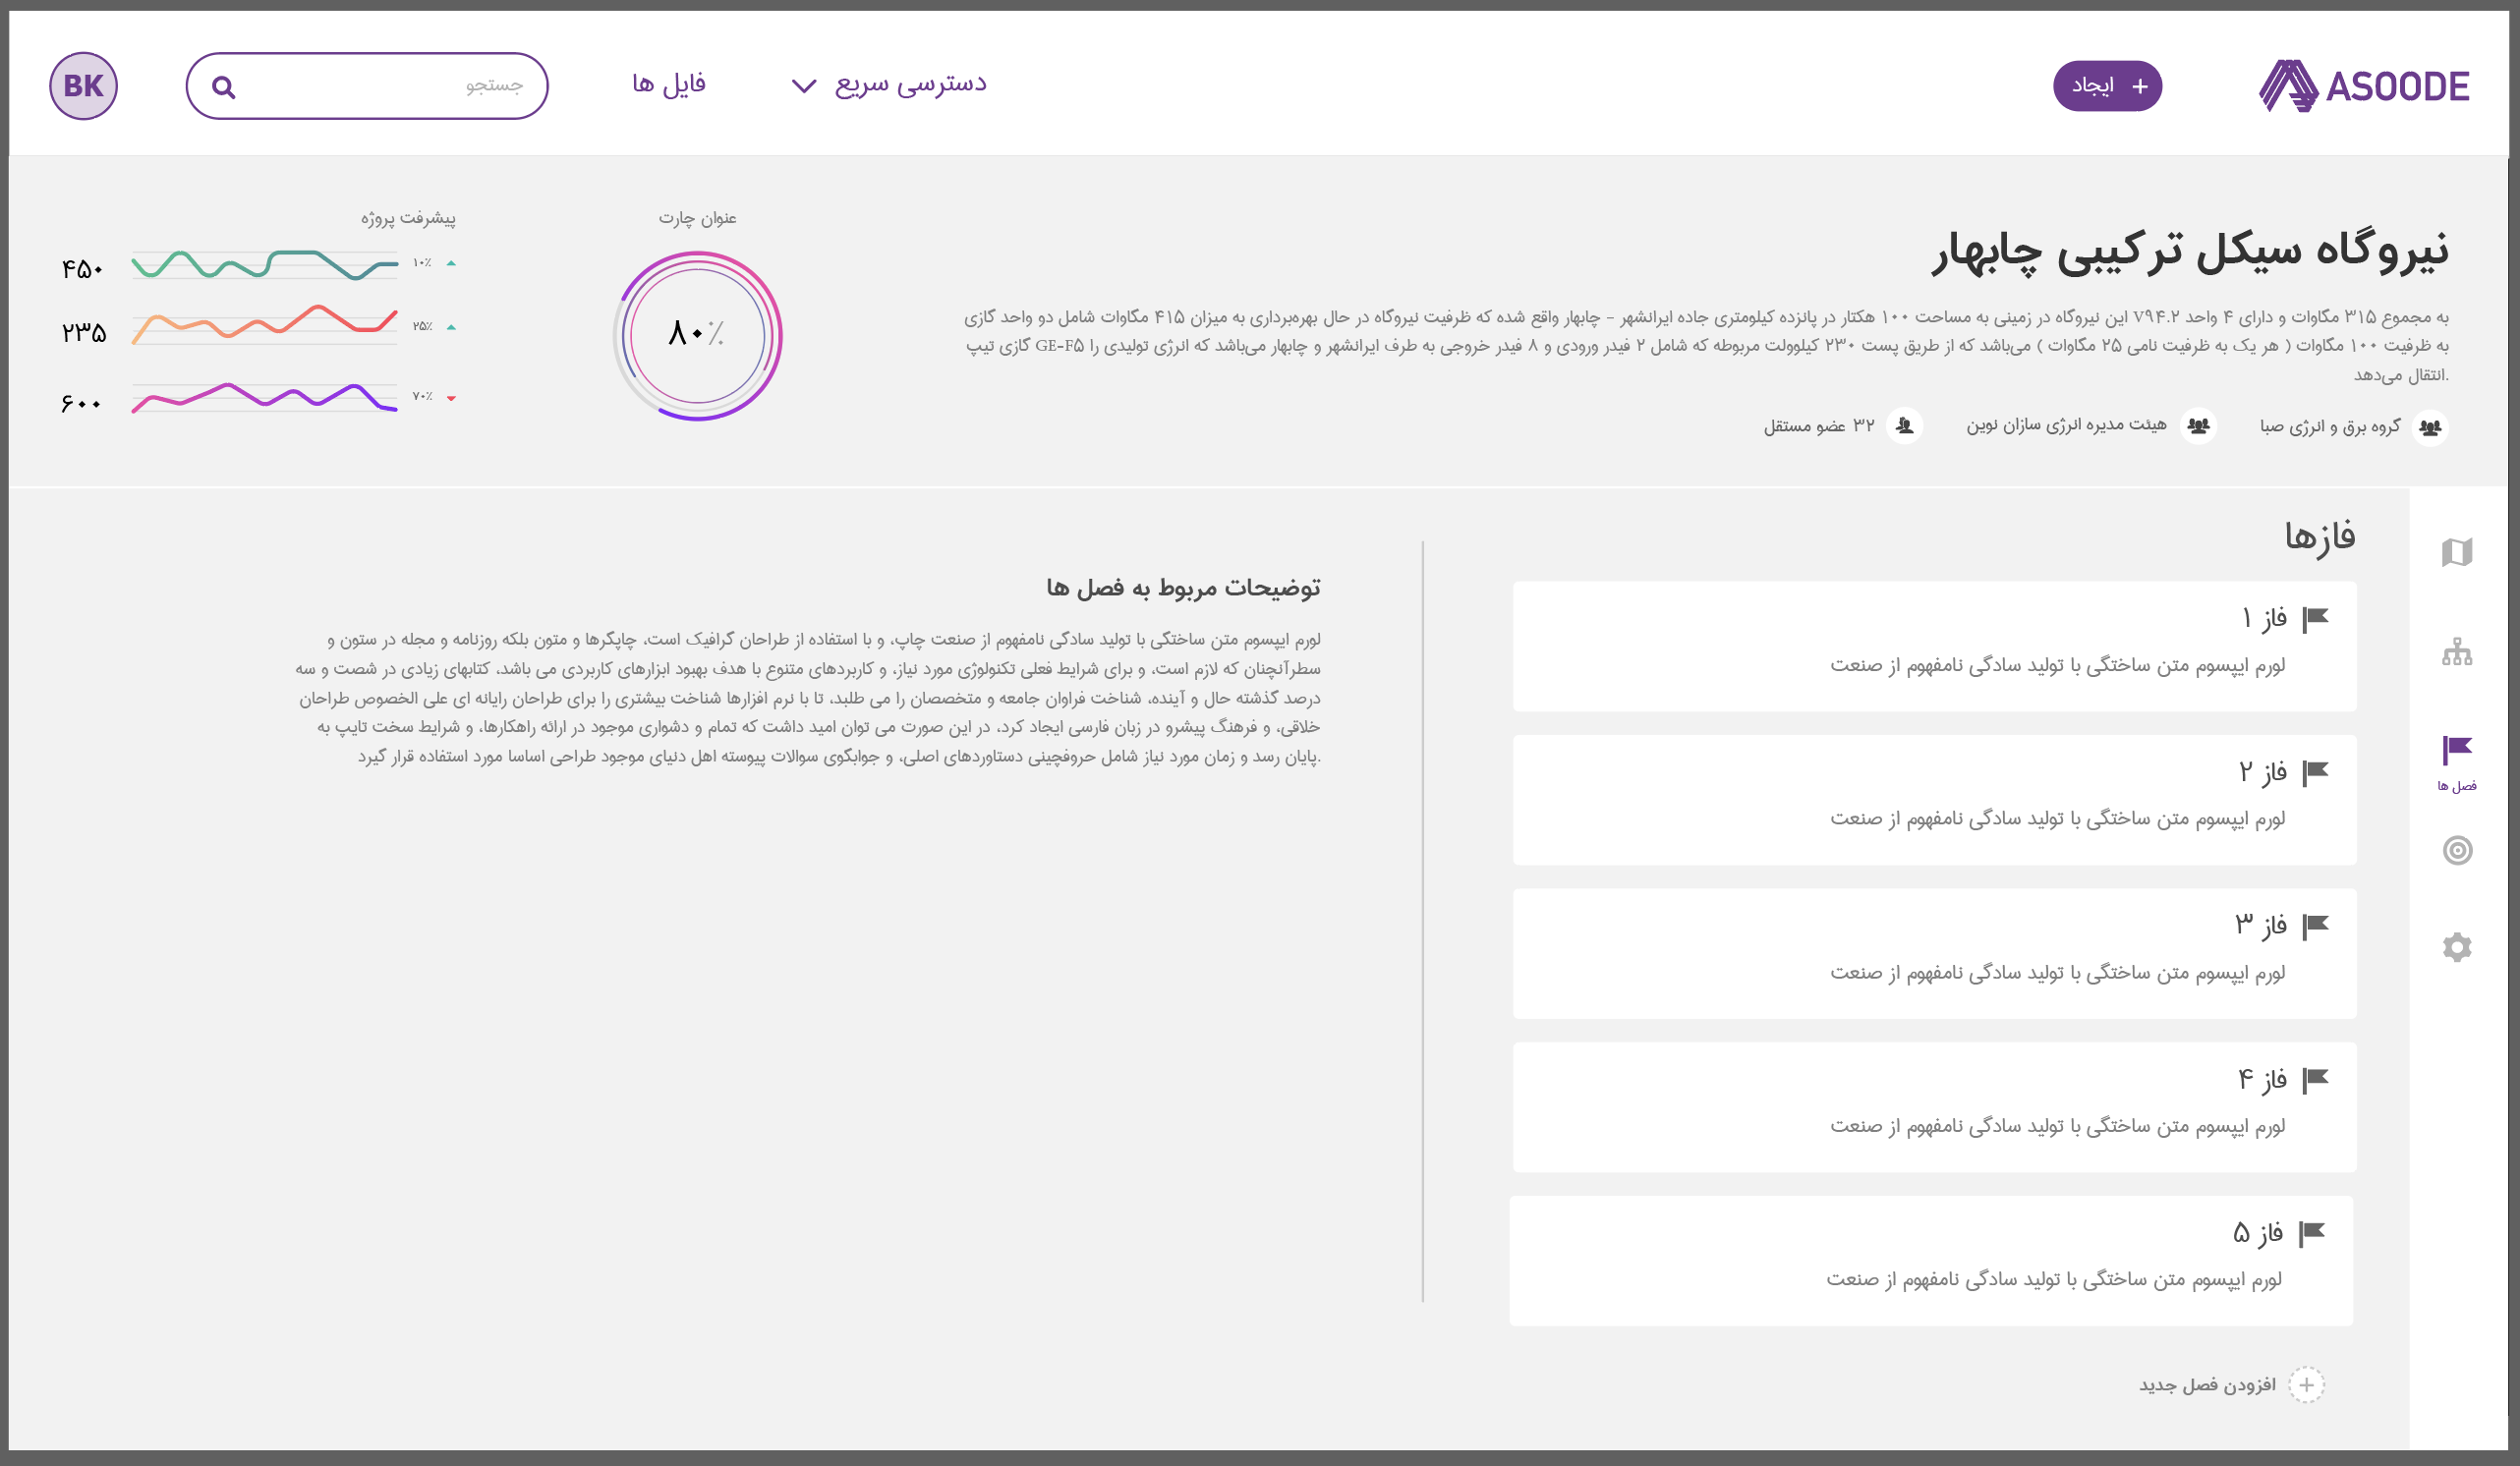 ASOODE
+ ایجاد
دسترسی سریع
فایل ها
جستجو
BK
نیروگاه سیکل ترکیبی چابهار
به مجموع ۳۱۵ مگاوات و دارای ۴ واحد V۹۴.۲ این نیروگاه در زمینی به مساحت ۱۰۰ هکتار در پانزده کیلومتری جاده ایرانشهر – چابهار واقع شده که ظرفیت نیروگاه در حال بهره‌برداری به میزان ۴۱۵ مگاوات شامل دو واحد گازی
به ظرفیت ۱۰۰ مگاوات ( هر یک به ظرفیت نامی ۲۵ مگاوات ) می‌باشد که از طریق پست ۲۳۰ کیلوولت مربوطه که شامل ۲ فیدر ورودی و ۸ فیدر خروجی به طرف ایرانشهر و چابهار می‌باشد که انرژی تولیدی را GE-F۵ گازی تیپ
.انتقال می‌دهد
گروه برق و انرژی صبا
هیئت مدیره انرژی سازان نوین
۳۲ عضو مستقل
عنوان چارت
۸۰٪
پیشرفت پروژه
۱۰٪
۴۵۰
۲۵٪
۲۳۵
۷۰٪
۶۰۰
فصل ها
فازها
فاز ۱
لورم ایپسوم متن ساختگی با تولید سادگی نامفهوم از صنعت
فاز ۲
لورم ایپسوم متن ساختگی با تولید سادگی نامفهوم از صنعت
فاز ۳
لورم ایپسوم متن ساختگی با تولید سادگی نامفهوم از صنعت
فاز ۴
لورم ایپسوم متن ساختگی با تولید سادگی نامفهوم از صنعت
فاز ۵
لورم ایپسوم متن ساختگی با تولید سادگی نامفهوم از صنعت
+ افزودن فصل جدید
توضیحات مربوط به فصل ها
لورم ایپسوم متن ساختگی با تولید سادگی نامفهوم از صنعت چاپ، و با استفاده از طراحان گرافیک است، چاپگرها و متون بلکه روزنامه و مجله در ستون و
سطرآنچنان که لازم است، و برای شرایط فعلی تکنولوژی مورد نیاز، و کاربردهای متنوع با هدف بهبود ابزارهای کاربردی می باشد، کتابهای زیادی در شصت و سه
درصد گذشته حال و آینده، شناخت فراوان جامعه و متخصصان را می طلبد، تا با نرم افزارها شناخت بیشتری را برای طراحان رایانه ای علی الخصوص طراحان
خلاقی، و فرهنگ پیشرو در زبان فارسی ایجاد کرد، در این صورت می توان امید داشت که تمام و دشواری موجود در ارائه راهکارها، و شرایط سخت تایپ به
.پایان رسد و زمان مورد نیاز شامل حروفچینی دستاوردهای اصلی، و جوابگوی سوالات پیوسته اهل دنیای موجود طراحی اساسا مورد استفاده قرار گیرد